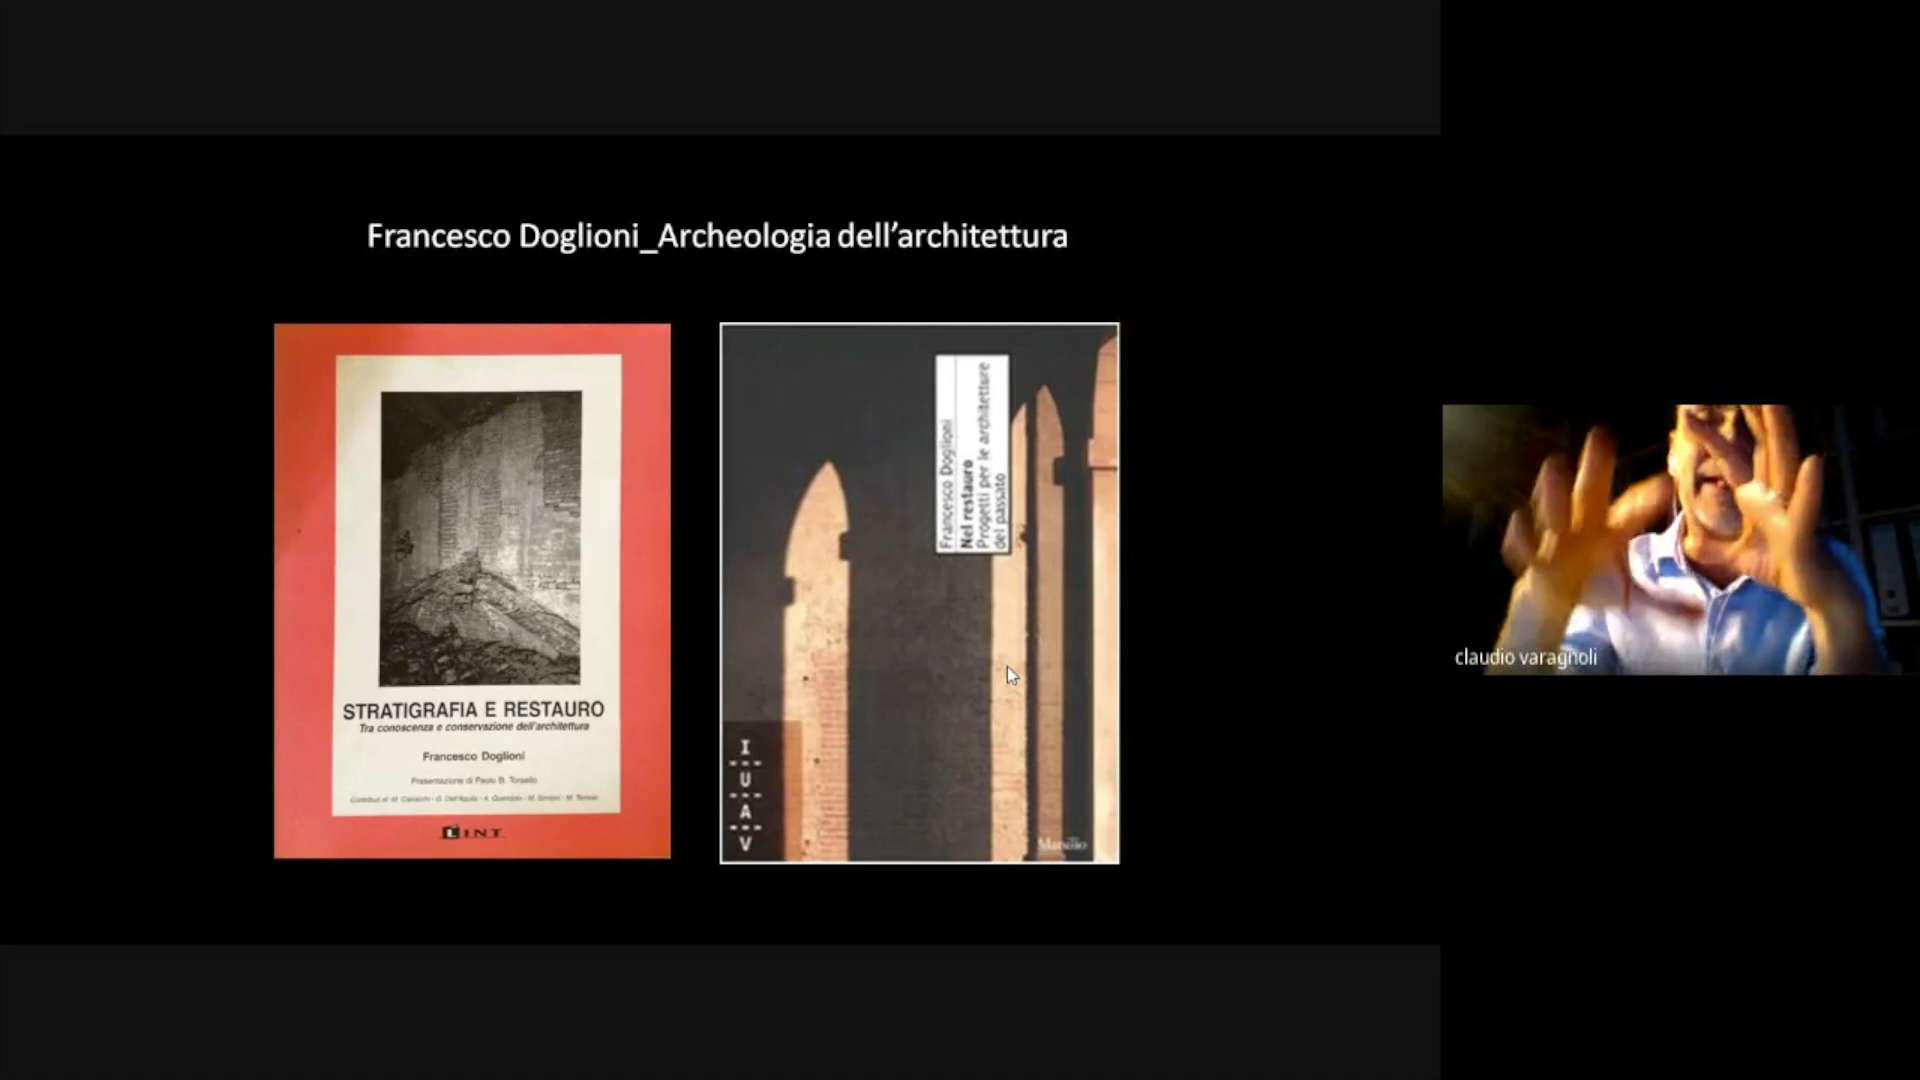 Francesco Doglioni_Archeologia dell'architettura
STRATIGRAFIA E RESTAURO
Tra conoscenza e conservazione dell'architettura
Francesco Doglioni
Presentazione di Paolo B. Torsello
LINT
Francesco Doglioni
Nel restauro
Progetti per le architetture
del passato
I
U
A
V
Marsilio
claudio varagnoli